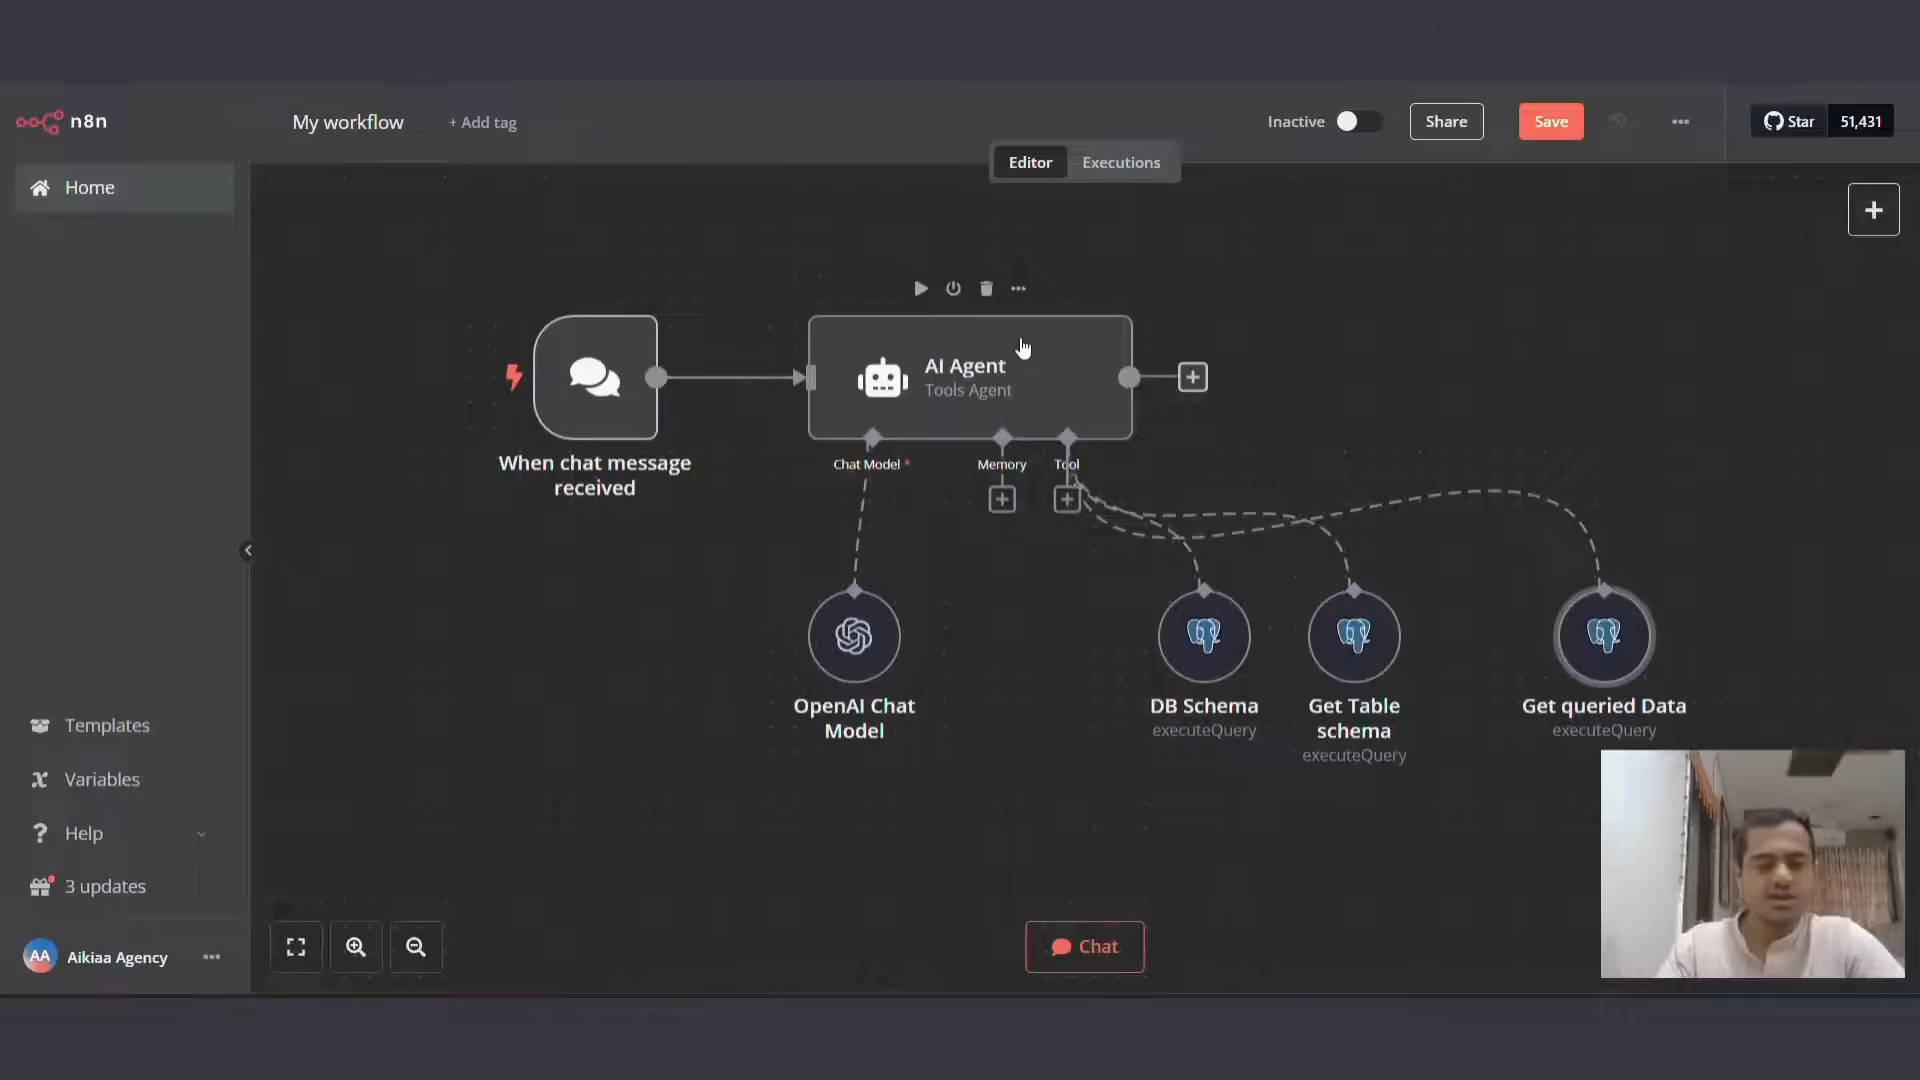 n8n
My workflow
+ Add tag
Inactive
Share
Save
Star
51,431
Editor
Executions
Home
AI Agent
Tools Agent
When chat message
received
Chat Model *
Memory
Tool
OpenAI Chat
Model
DB Schema
executeQuery
Get Table
schema
executeQuery
Get queried Data
executeQuery
Templates
Variables
Help
3 updates
AA
Aikiaa Agency
Chat